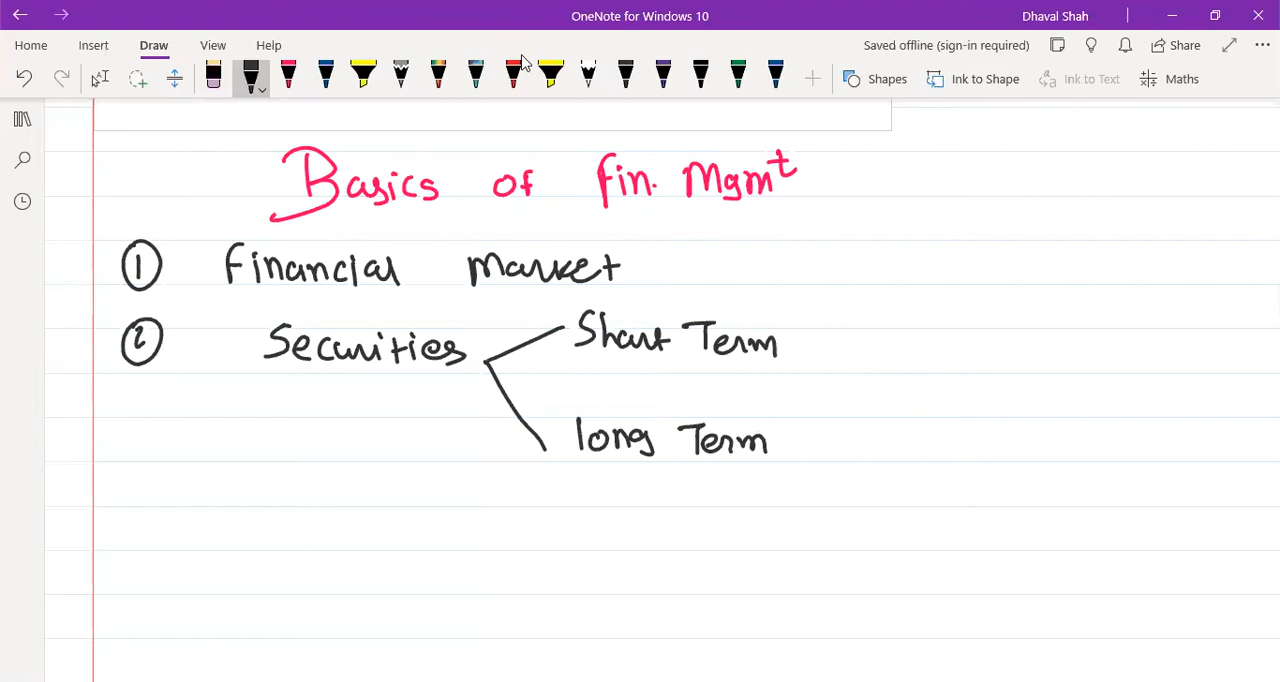 OneNote for Windows 10
Dhaval Shah
Home Insert Draw View Help
Saved offline (sign-in required) Share
Shapes Ink to Shape Ink to Text Maths
Basics of Fin. Mgmt
1 Financial Market
2 Securities Short Term
Long Term